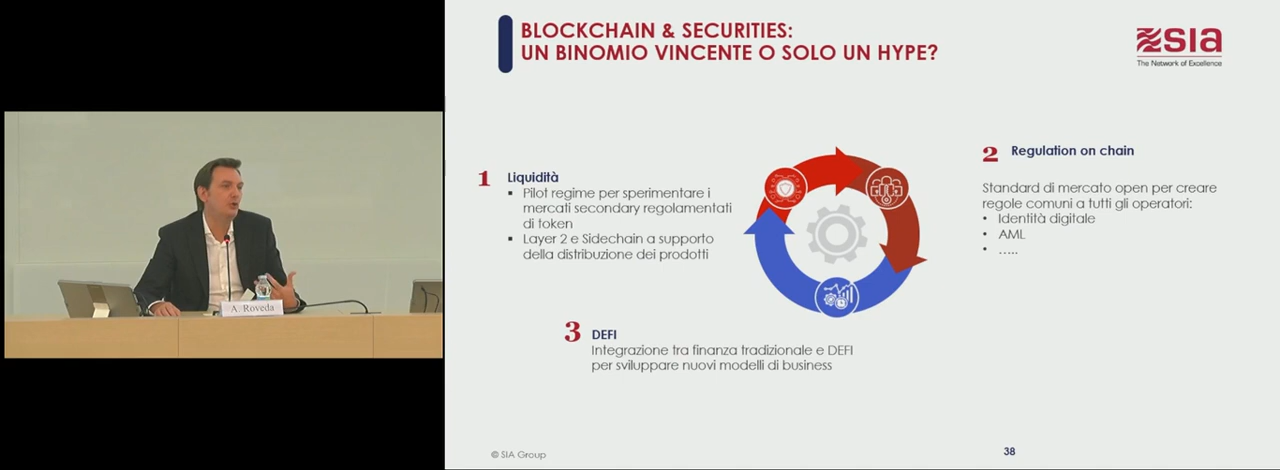 BLOCKCHAIN & SECURITIES:
UN BINOMIO VINCENTE O SOLO UN HYPE?
SIA
The Network of Excellence
1 Liquidità
▪ Pilot regime per sperimentare i
mercati secondary regolamentati
di token
▪ Layer 2 e Sidechain a supporto
della distribuzione dei prodotti
2 Regulation on chain
Standard di mercato open per creare
regole comuni a tutti gli operatori:
• Identità digitale
• AML
• .....
3 DEFI
Integrazione tra finanza tradizionale e DEFI
per sviluppare nuovi modelli di business
A. Roveda
© SIA Group
38